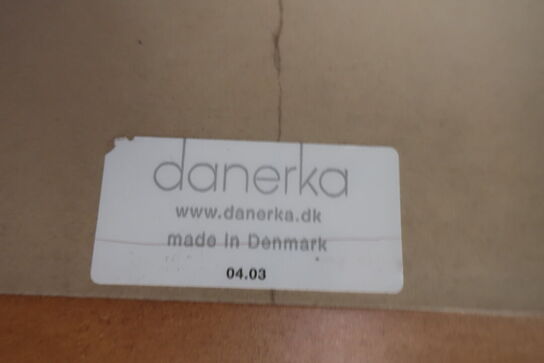 danerka
www.danerka.dk
made in Denmark
04.03